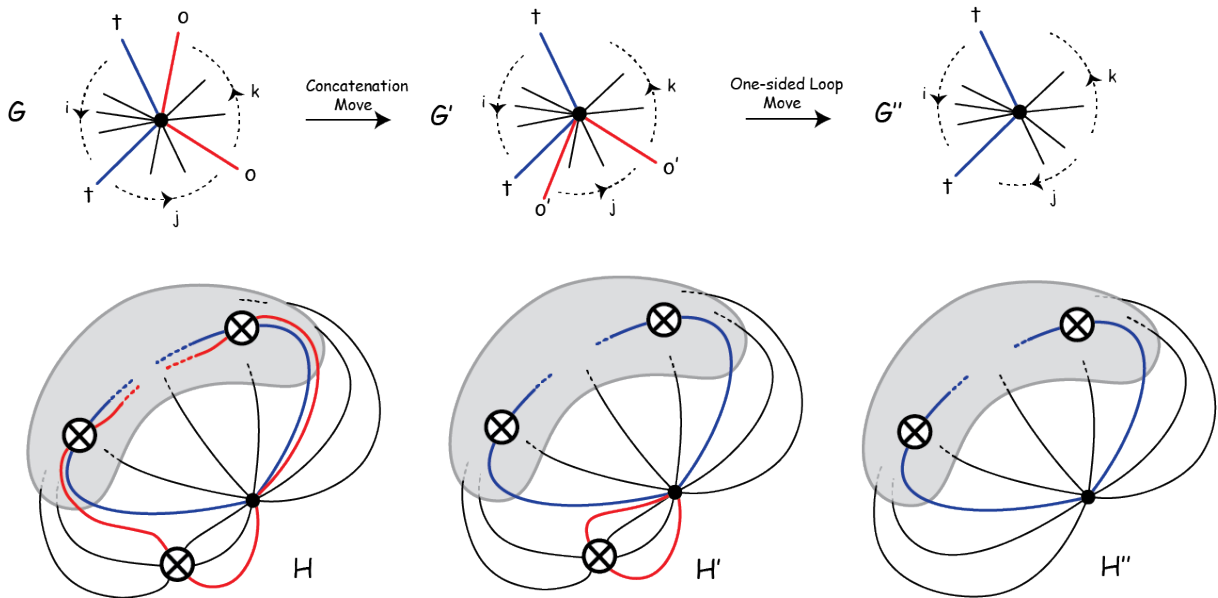 t o
G i k
t j o
Concatenation
Move
t
G' i k
t o' j o'
One-sided Loop
Move
t
G'' i k
t j
H H' H''